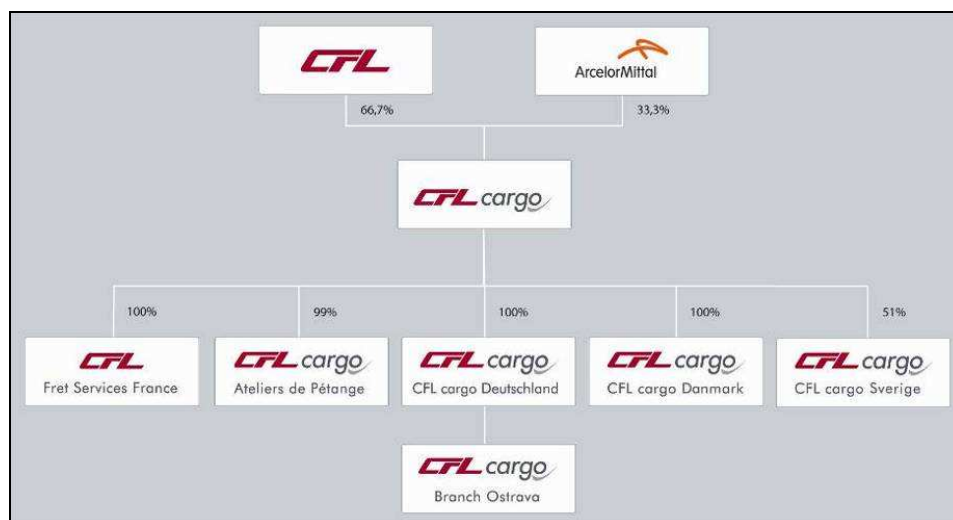 CFL
ArcelorMittal
66,7%
33,3%
CFL cargo
100%
99%
100%
100%
51%
CFL
Fret Services France
CFL cargo
Ateliers de Pétange
CFL cargo
CFL cargo Deutschland
CFL cargo
CFL cargo Danmark
CFL cargo
CFL cargo Sverige
CFL cargo
Branch Ostrava